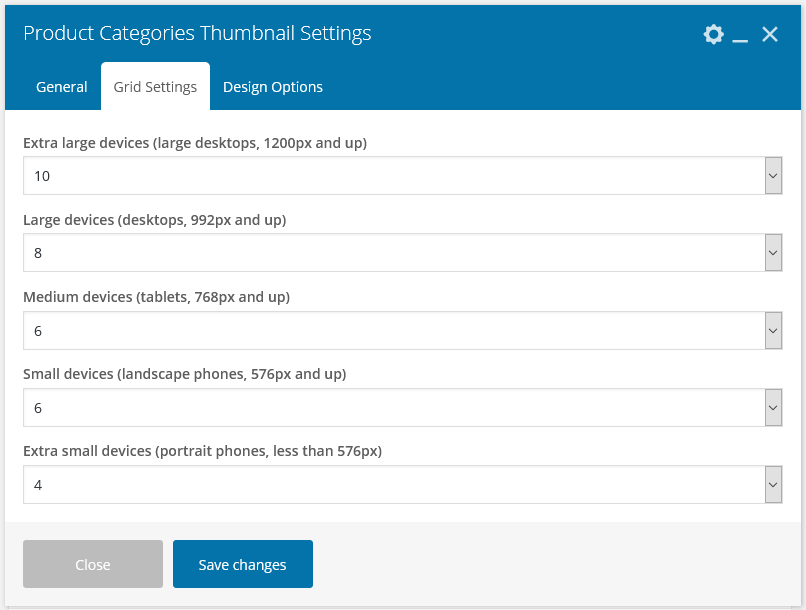 Product Categories Thumbnail Settings
General Grid Settings Design Options
Extra large devices (large desktops, 1200px and up)
10
Large devices (desktops, 992px and up)
8
Medium devices (tablets, 768px and up)
6
Small devices (landscape phones, 576px and up)
6
Extra small devices (portrait phones, less than 576px)
4
Close Save changes